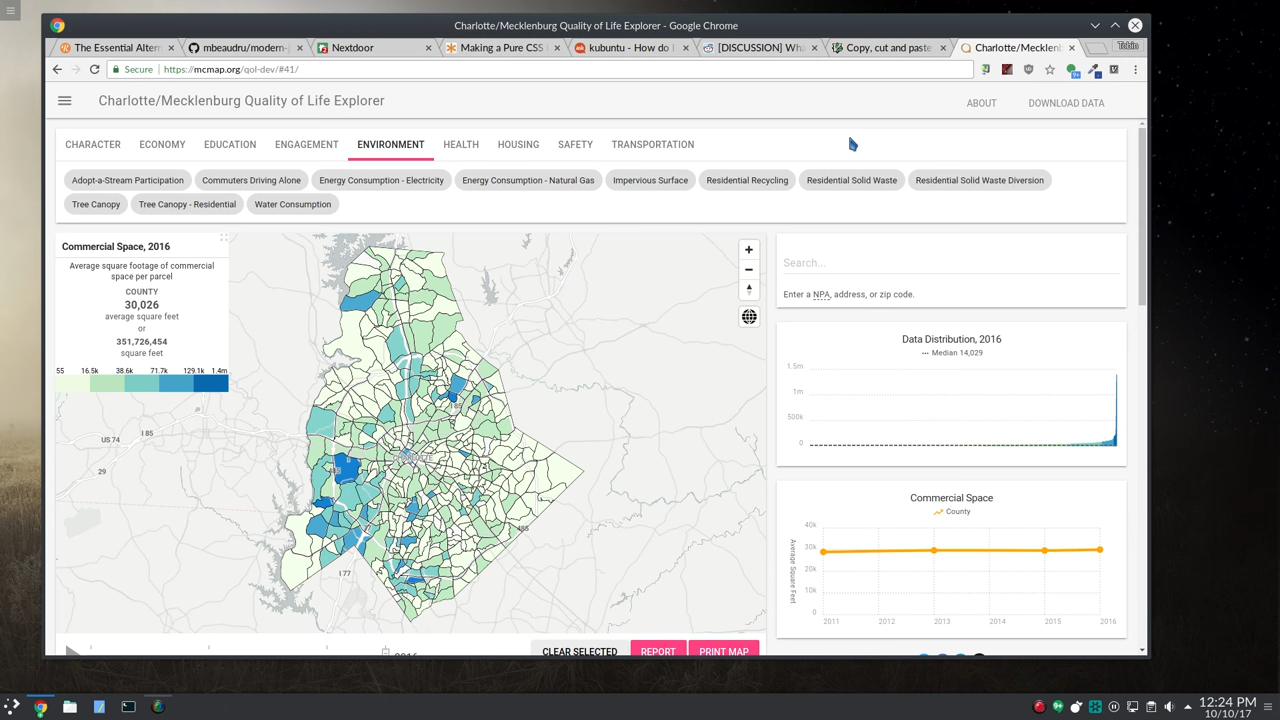 Charlotte/Mecklenburg Quality of Life Explorer - Google Chrome
The Essential Altern
mbeaudru/modern-j
Nextdoor
Making a Pure CSS
kubuntu - How do I
[DISCUSSION] Wha
Copy, cut and paste
Charlotte/Mecklenb
Tobin
Secure
https://mcmap.org/qol-dev/#41/
Charlotte/Mecklenburg Quality of Life Explorer
ABOUT
DOWNLOAD DATA
CHARACTER ECONOMY EDUCATION ENGAGEMENT ENVIRONMENT HEALTH HOUSING SAFETY TRANSPORTATION
Adopt-a-Stream Participation Commuters Driving Alone Energy Consumption - Electricity Energy Consumption - Natural Gas Impervious Surface Residential Recycling Residential Solid Waste Residential Solid Waste Diversion
Tree Canopy Tree Canopy - Residential Water Consumption
Commercial Space, 2016
Average square footage of commercial
space per parcel
COUNTY
30,026
average square feet
or
351,726,454
square feet
55 16.5k 38.6k 71.7k 129.1k 1.4m
I 85
US 74
I 85
29
CHARLOTTE
485
485
I 77
Search...
Enter a NPA, address, or zip code.
Data Distribution, 2016
Median 14,029
1.5m
1m
500k
0
Commercial Space
County
Average Square Feet
40k
30k
20k
10k
0
2011 2012 2013 2014 2015 2016
2016
CLEAR SELECTED
REPORT
PRINT MAP
12:24 PM
10/10/17